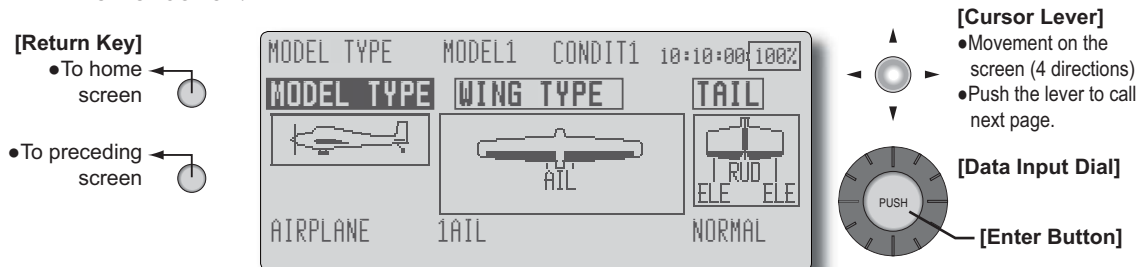 [Return Key]
●To home
screen
●To preceding
screen
MODEL TYPE MODEL1 CONDIT1 10:10:00 100%
MODEL TYPE WING TYPE TAIL
AIL
RUD
ELE ELE
AIRPLANE 1AIL NORMAL
[Cursor Lever]
●Movement on the
screen (4 directions)
●Push the lever to call
next page.
[Data Input Dial]
PUSH
[Enter Button]